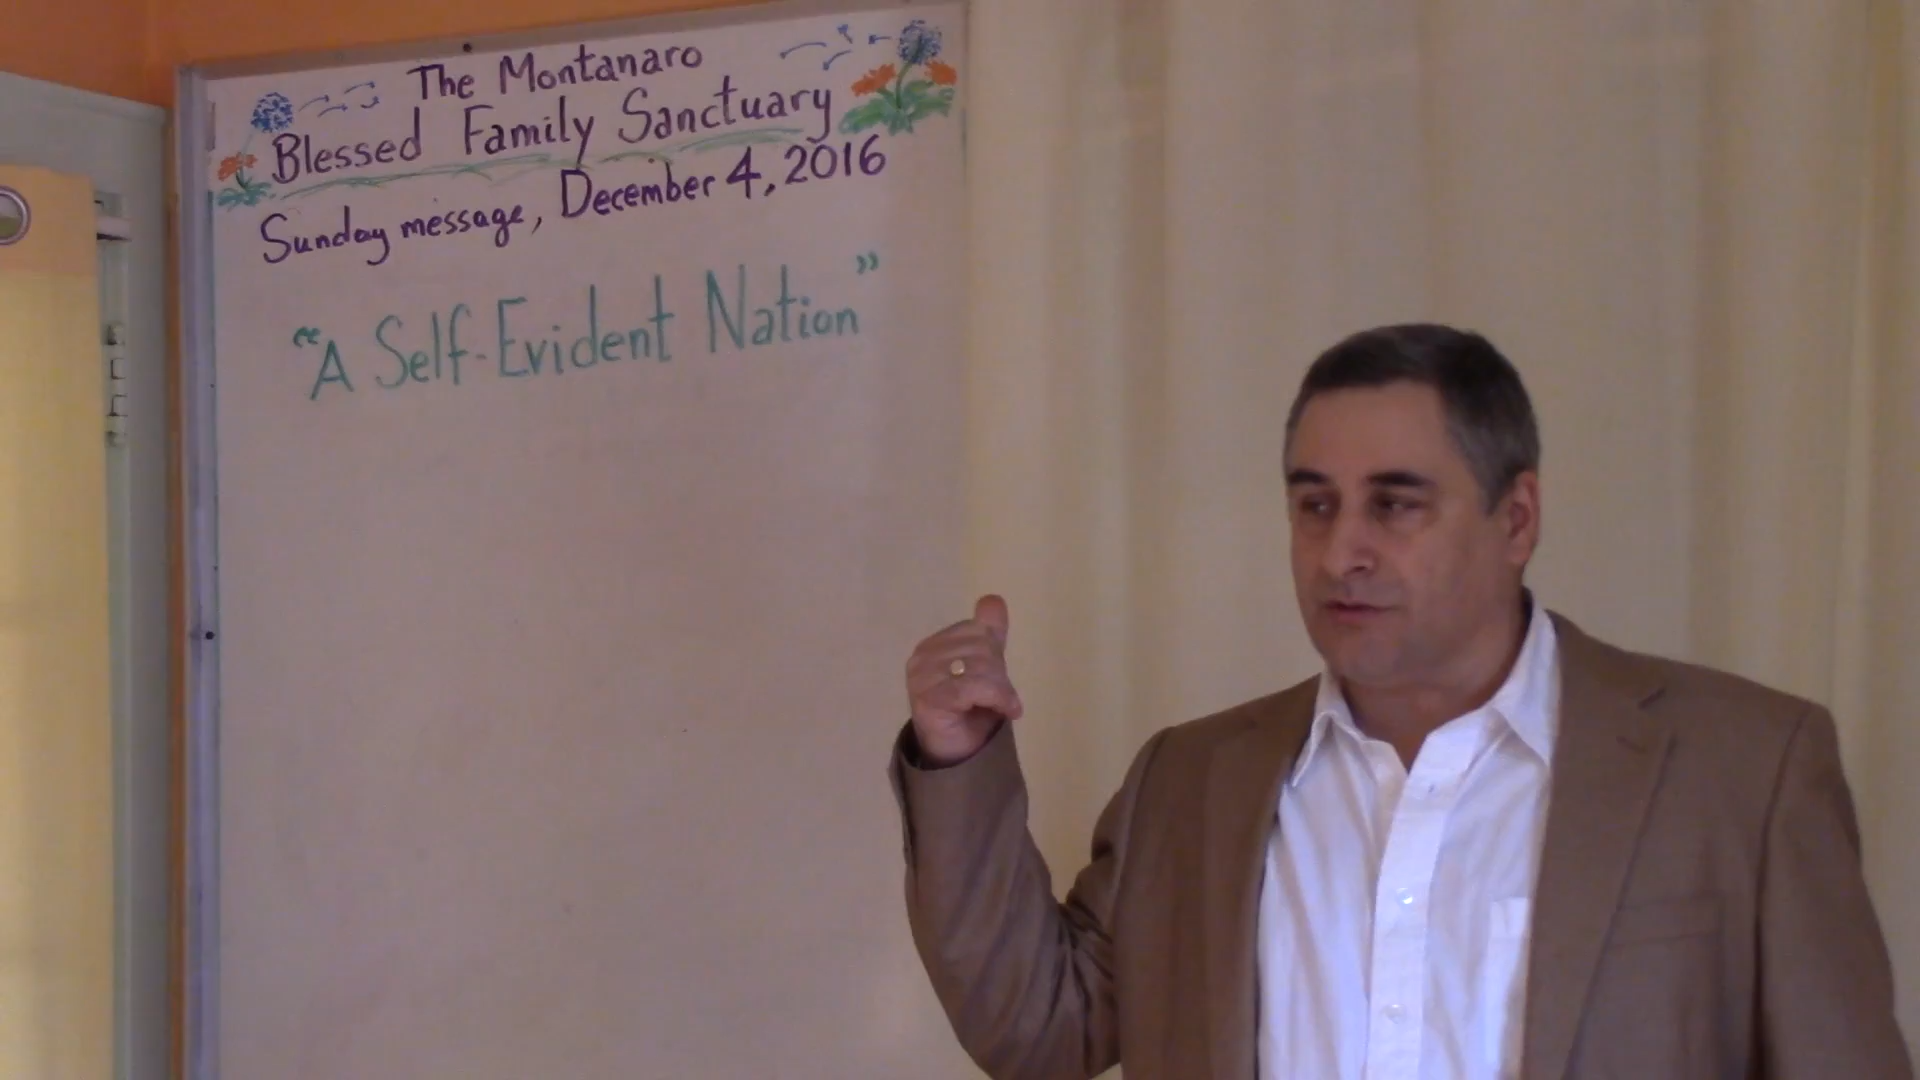 The Montanaro
Blessed Family Sanctuary
Sunday message, December 4, 2016
"A Self-Evident Nation"